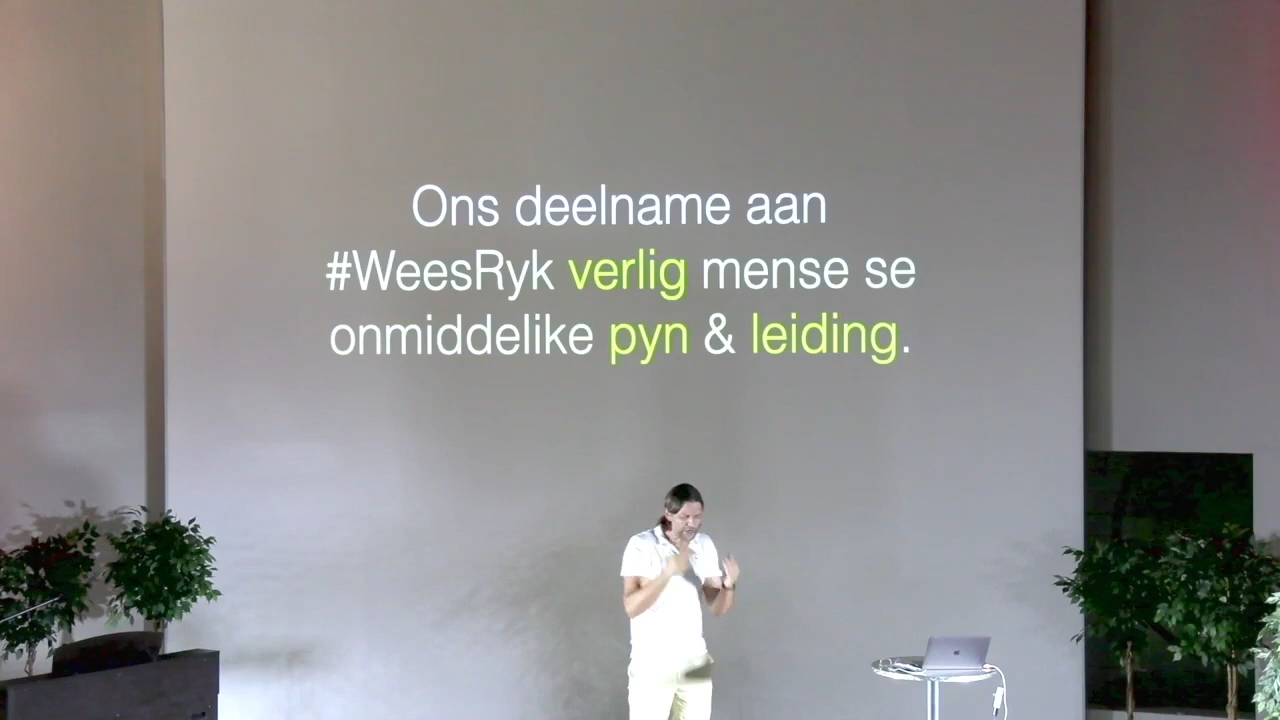 Ons deelname aan
#WeesRyk verlig mense se
onmiddelike pyn & leiding.